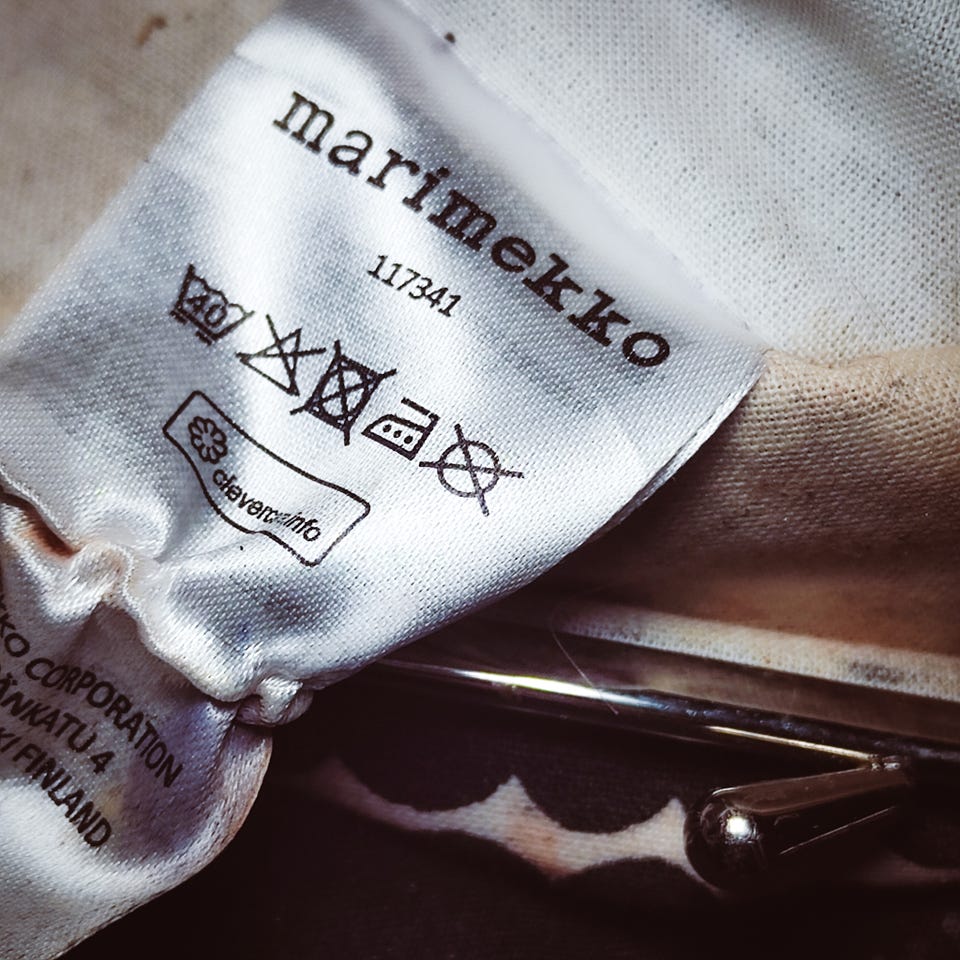 marimekko
117341
40
clevercare.info
KO CORPORATION
ÄNKATU 4
KI FINLAND